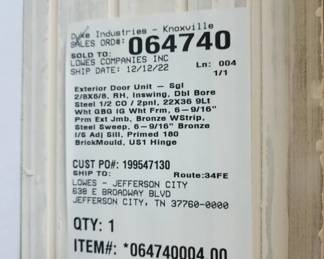 Dyke Industries - Knoxville
SALES ORD#: 064740
SOLD TO:
LOWES COMPANIES INC
SHIP DATE: 12/12/22
Ln: 004
1/1
Exterior Door Unit - Sgl
2/8X6/8, RH, Inswing, Dbl Bore
Steel 1/2 CO / 2pnl, 22X36 9Lt
Wht GBG IG Wht Frm, 6-9/16"
Prm Ext Jmb, Bronze WStrip,
Steel Sweep, 6-9/16" Bronze
I/S Adj Sill, Primed 180
BrickMould, US1 Hinge
CUST PO#: 199547130
SHIP TO: Route:34FE
LOWES - JEFFERSON CITY
638 E BROADWAY BLVD
JEFFERSON CITY, TN 37760-0000
QTY: 1
ITEM#: *064740004.00